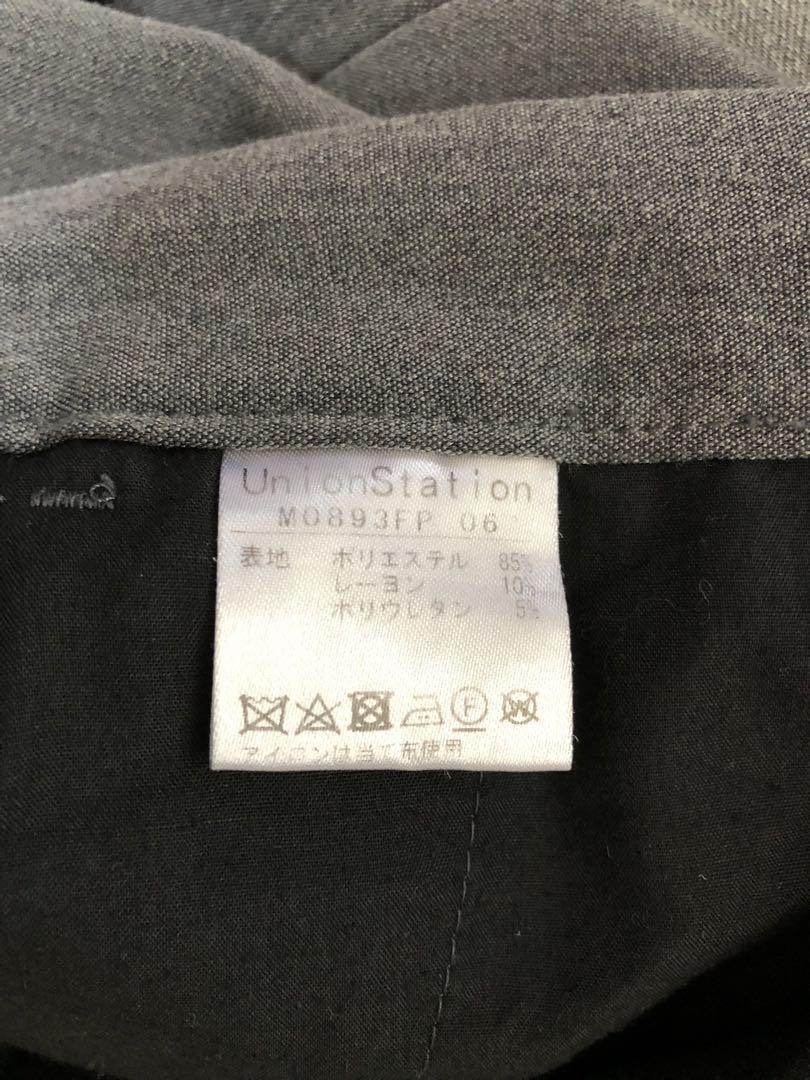 UnionStation
M0893FP 06
表地 ポリエステル 85%
レーヨン 10%
ポリウレタン 5%
F W
アイロンは当て布使用